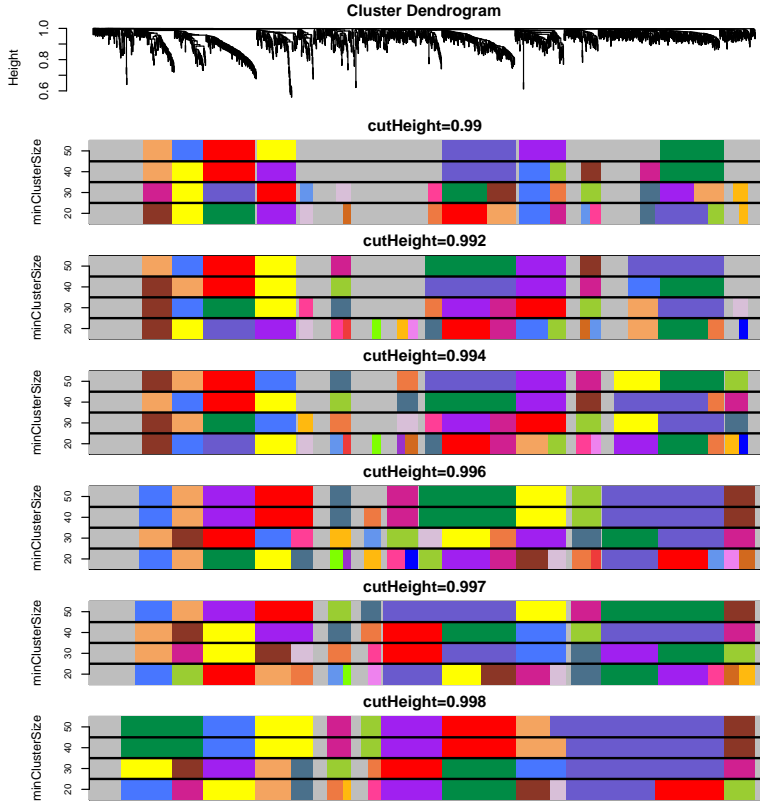 Cluster Dendrogram
Height
1.0
0.8
0.6
cutHeight=0.99
minClusterSize
50
40
30
20
cutHeight=0.992
minClusterSize
50
40
30
20
cutHeight=0.994
minClusterSize
50
40
30
20
cutHeight=0.996
minClusterSize
50
40
30
20
cutHeight=0.997
minClusterSize
50
40
30
20
cutHeight=0.998
minClusterSize
50
40
30
20